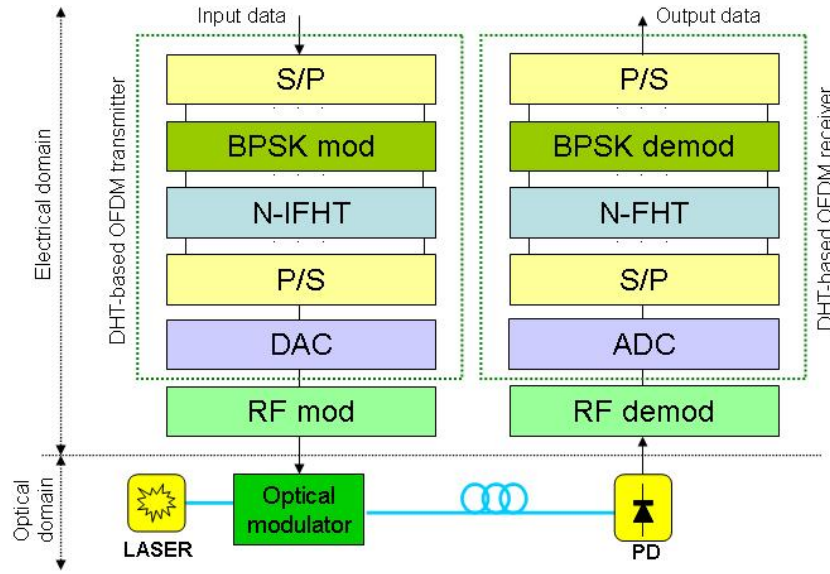 Input data
Output data
Electrical domain
DHT-based OFDM transmitter
S/P
BPSK mod
N-IFHT
P/S
DAC
RF mod
P/S
BPSK demod
N-FHT
S/P
ADC
RF demod
DHT-based OFDM receiver
Optical
domain
LASER
Optical
modulator
PD